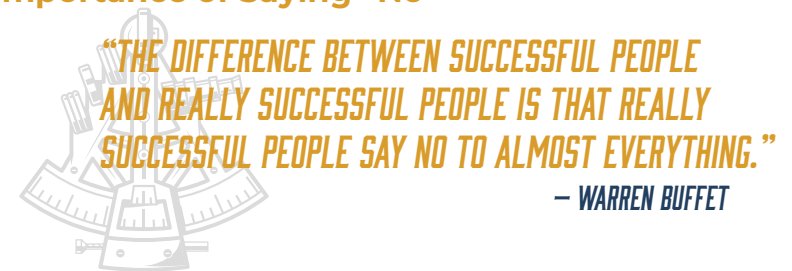 Importance of Saying "No"
“THE DIFFERENCE BETWEEN SUCCESSFUL PEOPLE
AND REALLY SUCCESSFUL PEOPLE IS THAT REALLY
SUCCESSFUL PEOPLE SAY NO TO ALMOST EVERYTHING.”
– WARREN BUFFET